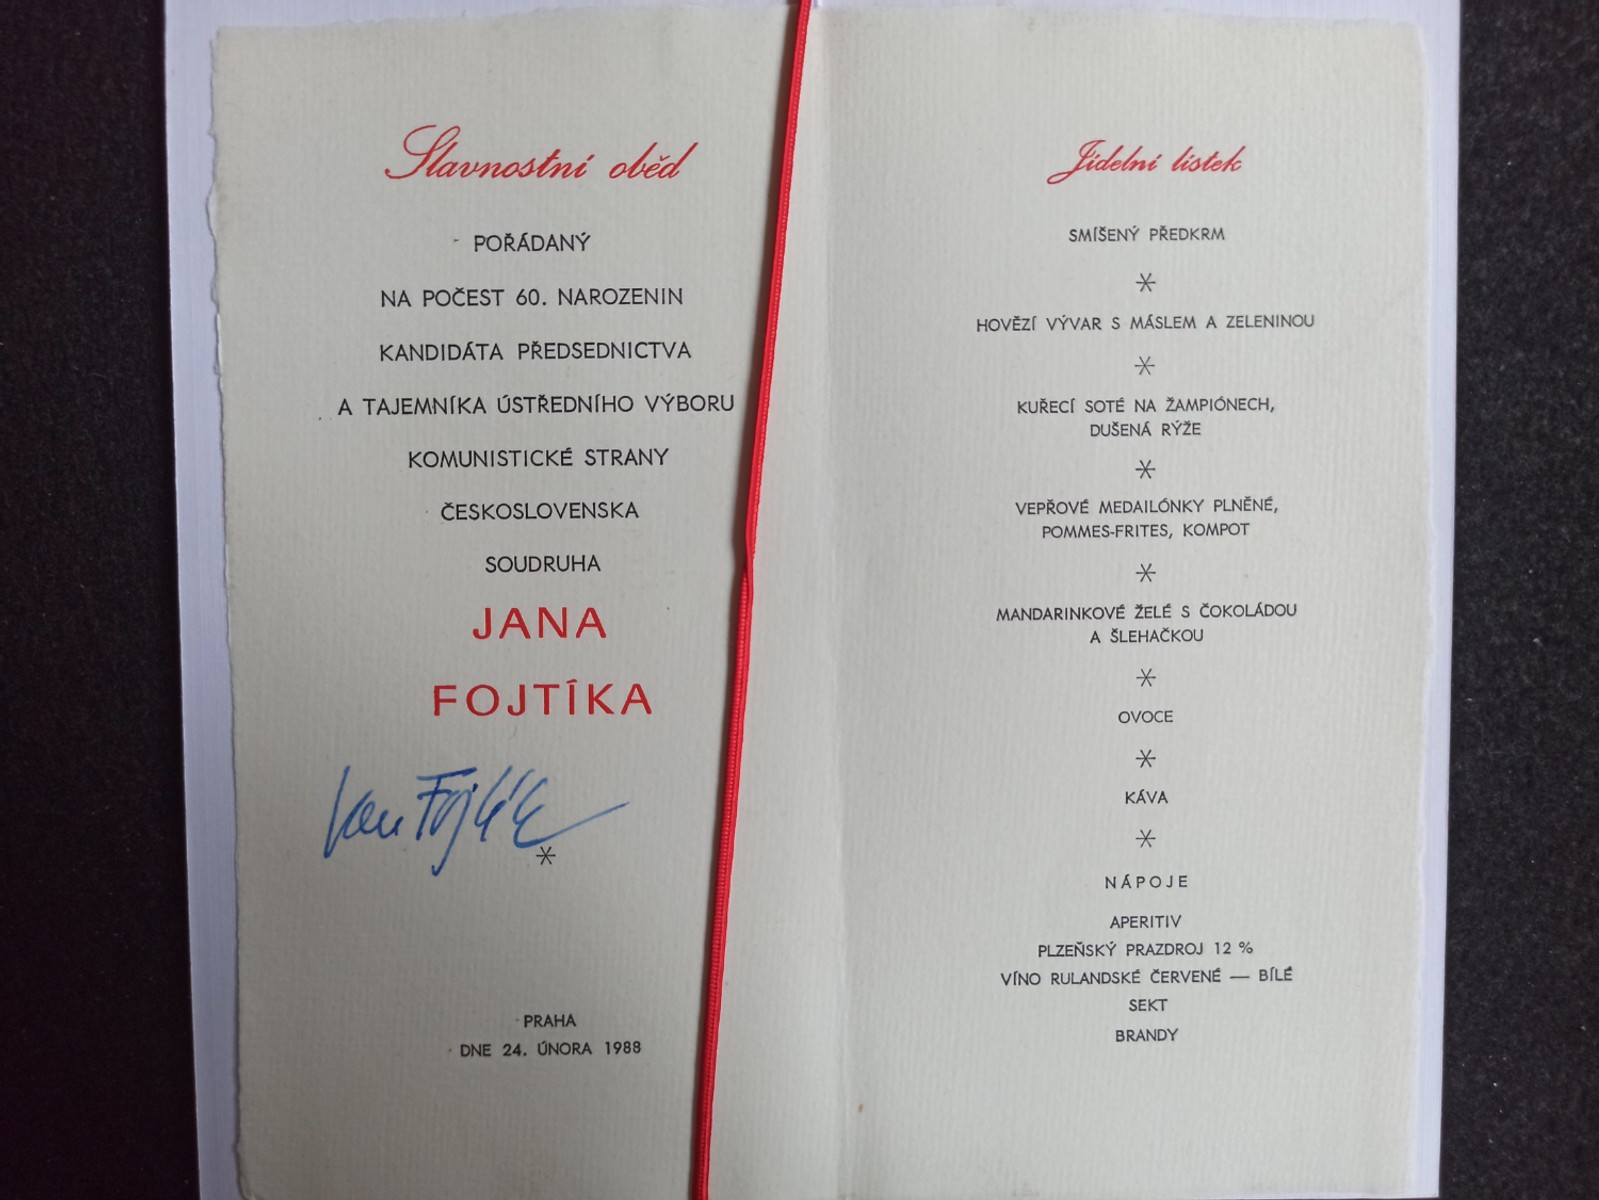 Slavnostní oběd
POŘÁDANÝ
NA POČEST 60. NAROZENIN
KANDIDÁTA PŘEDSEDNICTVA
A TAJEMNÍKA ÚSTŘEDNÍHO VÝBORU
KOMUNISTICKÉ STRANY
ČESKOSLOVENSKA
SOUDRUHA
JANA
FOJTÍKA
Jan Fojtík
*
PRAHA
DNE 24. ÚNORA 1988
Jídelní lístek
SMÍŠENÝ PŘEDKRM
*
HOVĚZÍ VÝVAR S MÁSLEM A ZELENINOU
*
KUŘECÍ SOTÉ NA ŽAMPIÓNECH,
DUŠENÁ RÝŽE
*
VEPŘOVÉ MEDAILÓNKY PLNĚNÉ,
POMMES-FRITES, KOMPOT
*
MANDARINKOVÉ ŽELÉ S ČOKOLÁDOU
A ŠLEHAČKOU
*
OVOCE
*
KÁVA
*
NÁPOJE
APERITIV
PLZEŇSKÝ PRAZDROJ 12 %
VÍNO RULANDSKÉ ČERVENÉ — BÍLÉ
SEKT
BRANDY